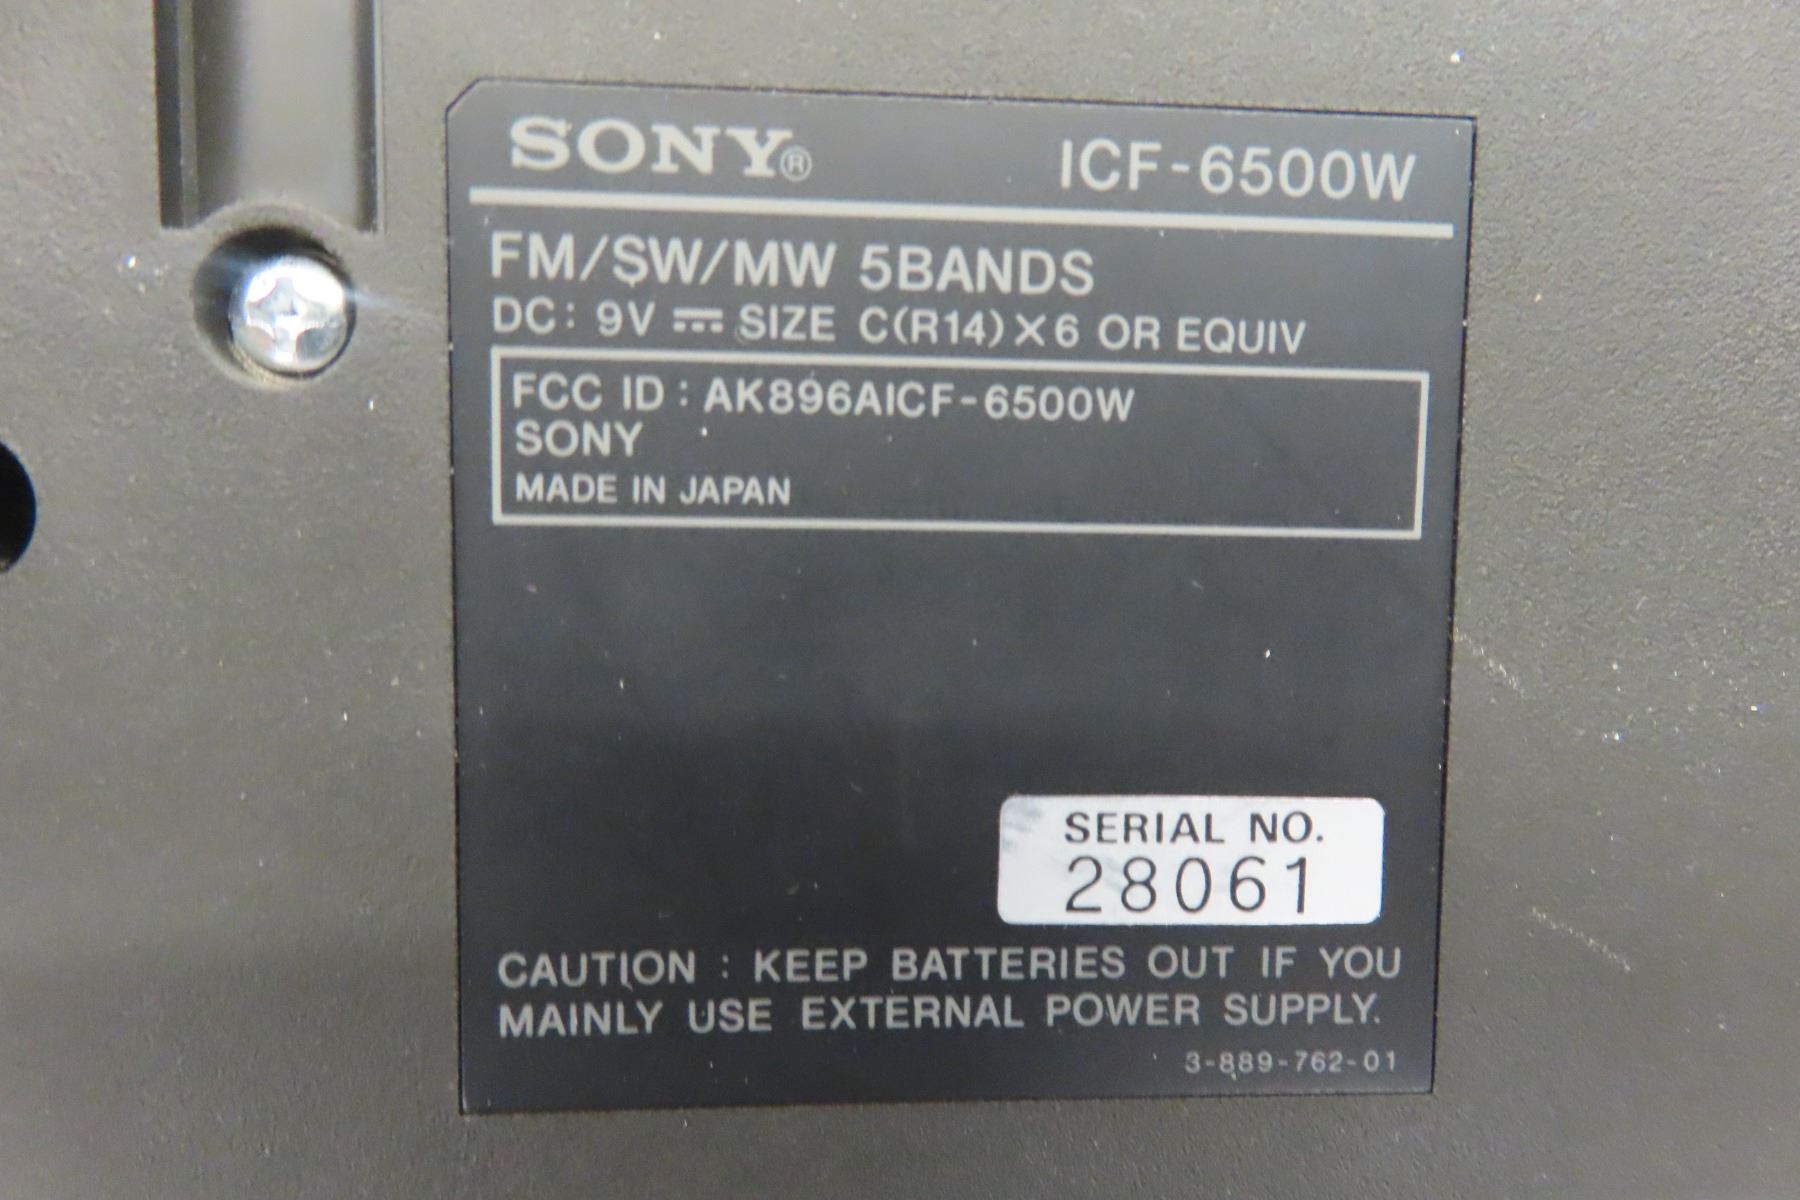 SONY® ICF-6500W
FM/SW/MW 5BANDS
DC: 9V ⎓ SIZE C(R14)×6 OR EQUIV
FCC ID : AK896AICF-6500W
SONY
MADE IN JAPAN
SERIAL NO.
28061
CAUTION : KEEP BATTERIES OUT IF YOU
MAINLY USE EXTERNAL POWER SUPPLY.
3-889-762-01